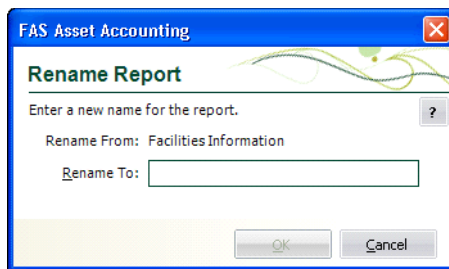 FAS Asset Accounting
Rename Report
Enter a new name for the report.
?
Rename From: Facilities Information
Rename To:
OK Cancel